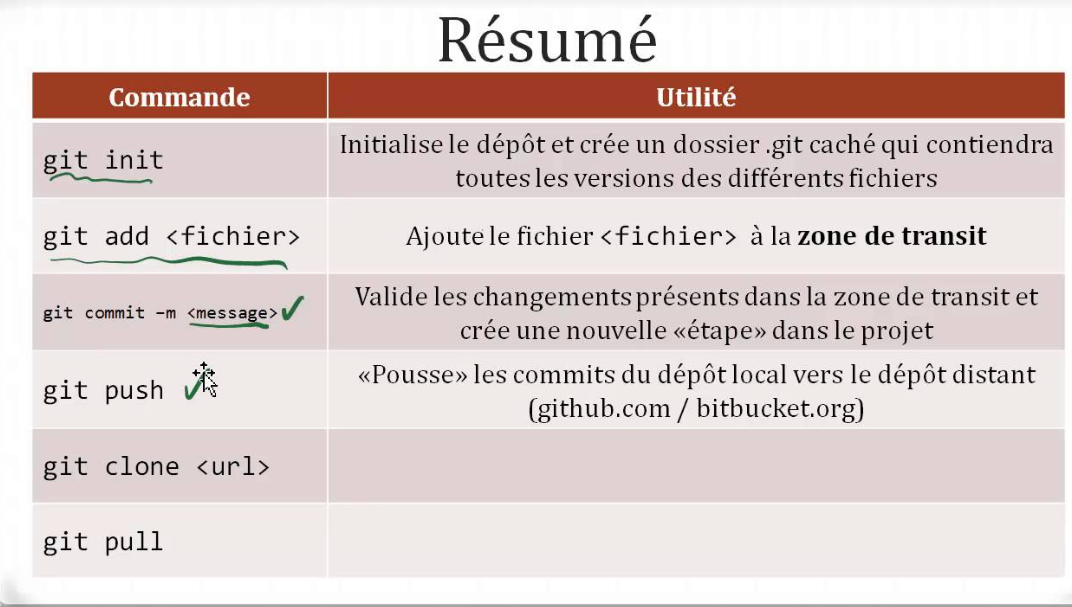 Résumé
Commande
Utilité
git init
Initialise le dépôt et crée un dossier .git caché qui contiendra
toutes les versions des différents fichiers
git add <fichier>
Ajoute le fichier <fichier> à la zone de transit
git commit –m <message>
Valide les changements présents dans la zone de transit et
crée une nouvelle «étape» dans le projet
git push
«Pousse» les commits du dépôt local vers le dépôt distant
(github.com / bitbucket.org)
git clone <url>
git pull